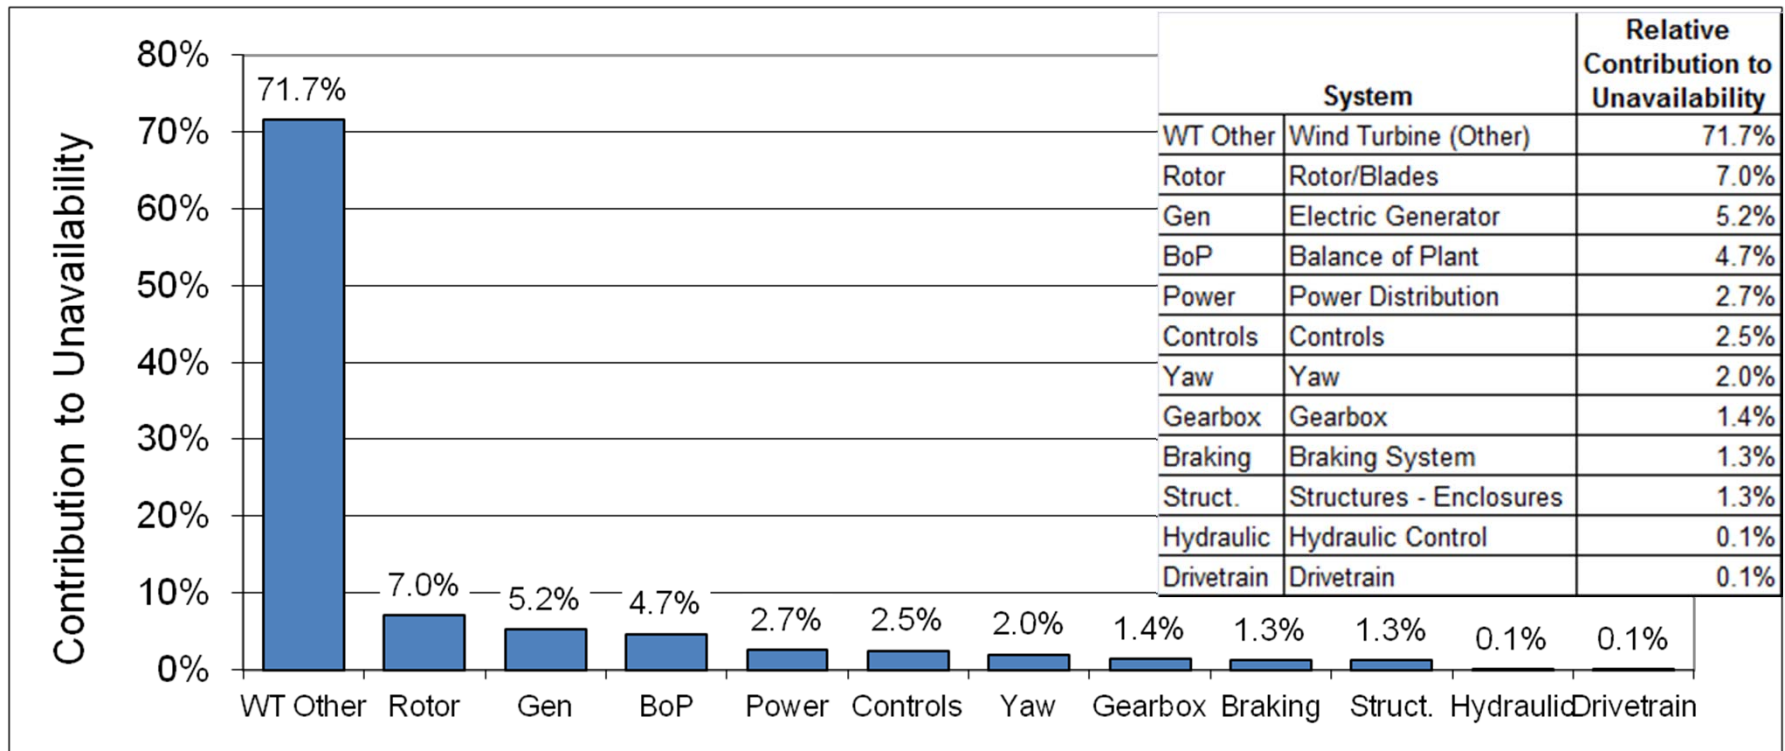 Contribution to Unavailability
80%
70%
60%
50%
40%
30%
20%
10%
0%
71.7%
7.0%
5.2%
4.7%
2.7%
2.5%
2.0%
1.4%
1.3%
1.3%
0.1%
0.1%
WT Other Rotor Gen BoP Power Controls Yaw Gearbox Braking Struct. Hydraulic Drivetrain
System
Relative
Contribution to
Unavailability
WT Other Wind Turbine (Other) 71.7%
Rotor Rotor/Blades 7.0%
Gen Electric Generator 5.2%
BoP Balance of Plant 4.7%
Power Power Distribution 2.7%
Controls Controls 2.5%
Yaw Yaw 2.0%
Gearbox Gearbox 1.4%
Braking Braking System 1.3%
Struct. Structures - Enclosures 1.3%
Hydraulic Hydraulic Control 0.1%
Drivetrain Drivetrain 0.1%